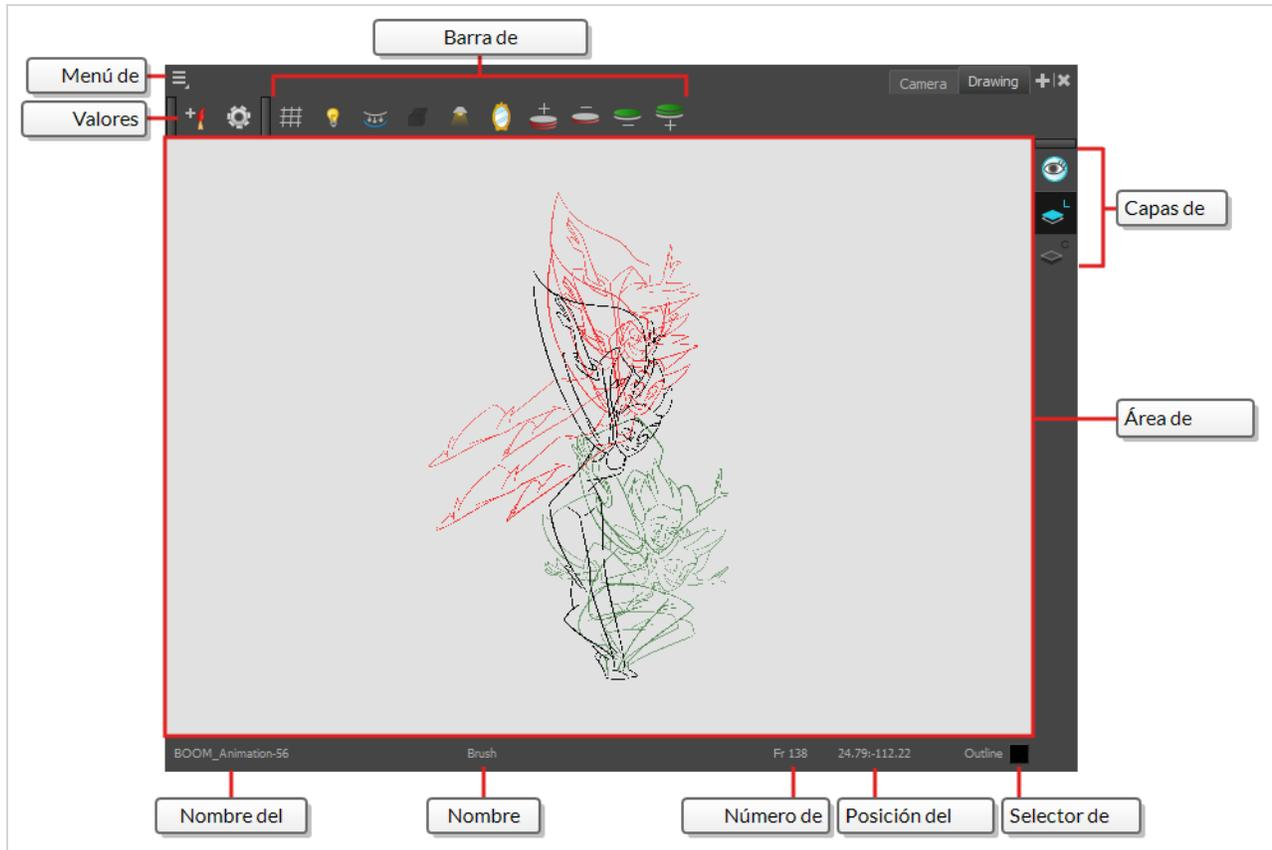 Barra de
Menú de
Camera
Drawing
Valores
L
Capas de
C
Área de
BOOM_Animation-56
Brush
Fr 138
24.79:-112.22
Outline
Nombre del
Nombre
Número de
Posición del
Selector de